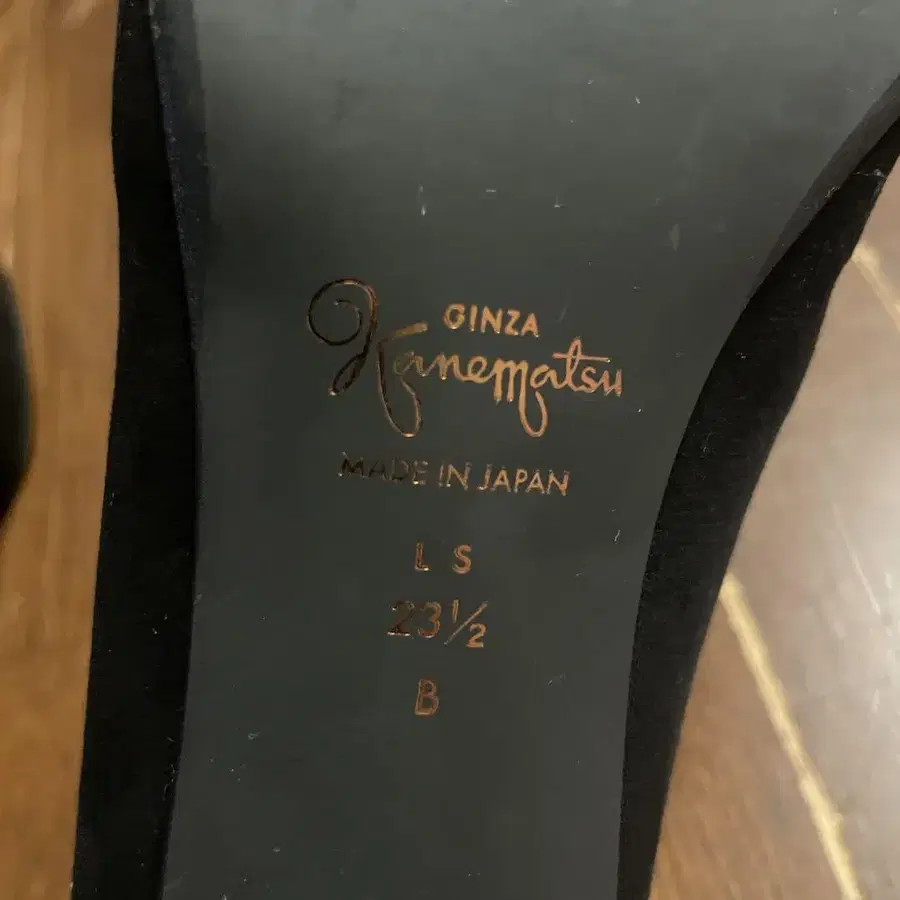 GINZA
Kanematsu
MADE IN JAPAN
L S
23½
B